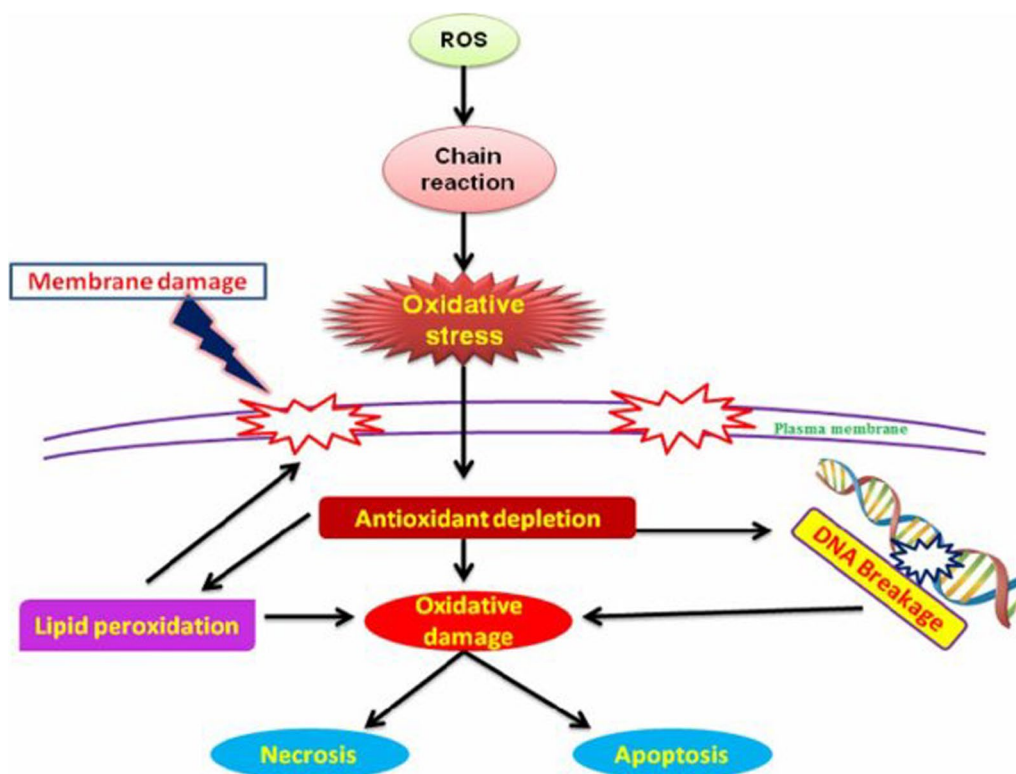 ROS
Chain
reaction
Membrane damage
Oxidative
stress
Plasma membrane
Antioxidant depletion
DNA Breakage
Lipid peroxidation
Oxidative
damage
Necrosis
Apoptosis